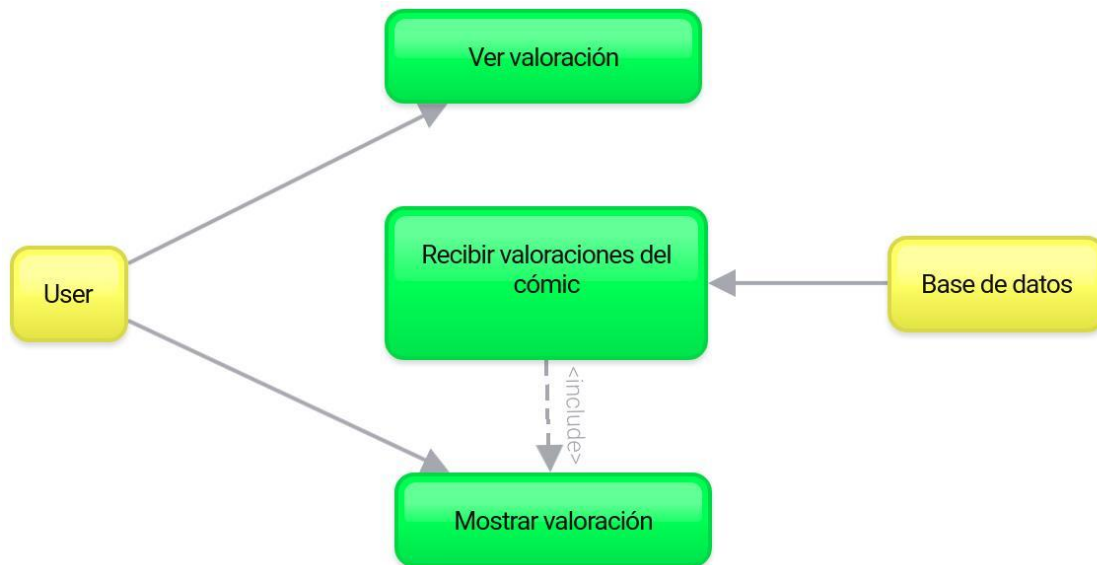 Ver valoración
Recibir valoraciones del
cómic
User
Base de datos
<include>
Mostrar valoración